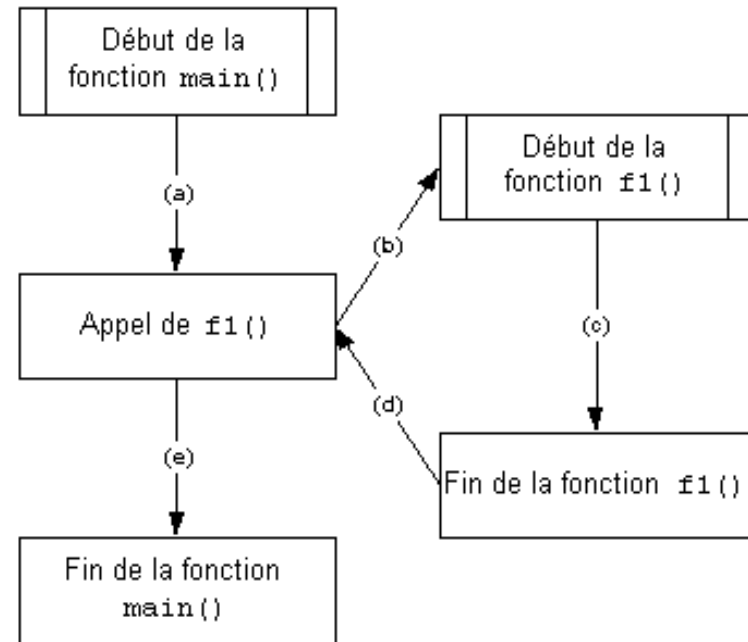 Début de la
fonction main()
(a)
Appel de f1()
(b)
Début de la
fonction f1()
(c)
Fin de la fonction f1()
(d)
(e)
Fin de la fonction
main()